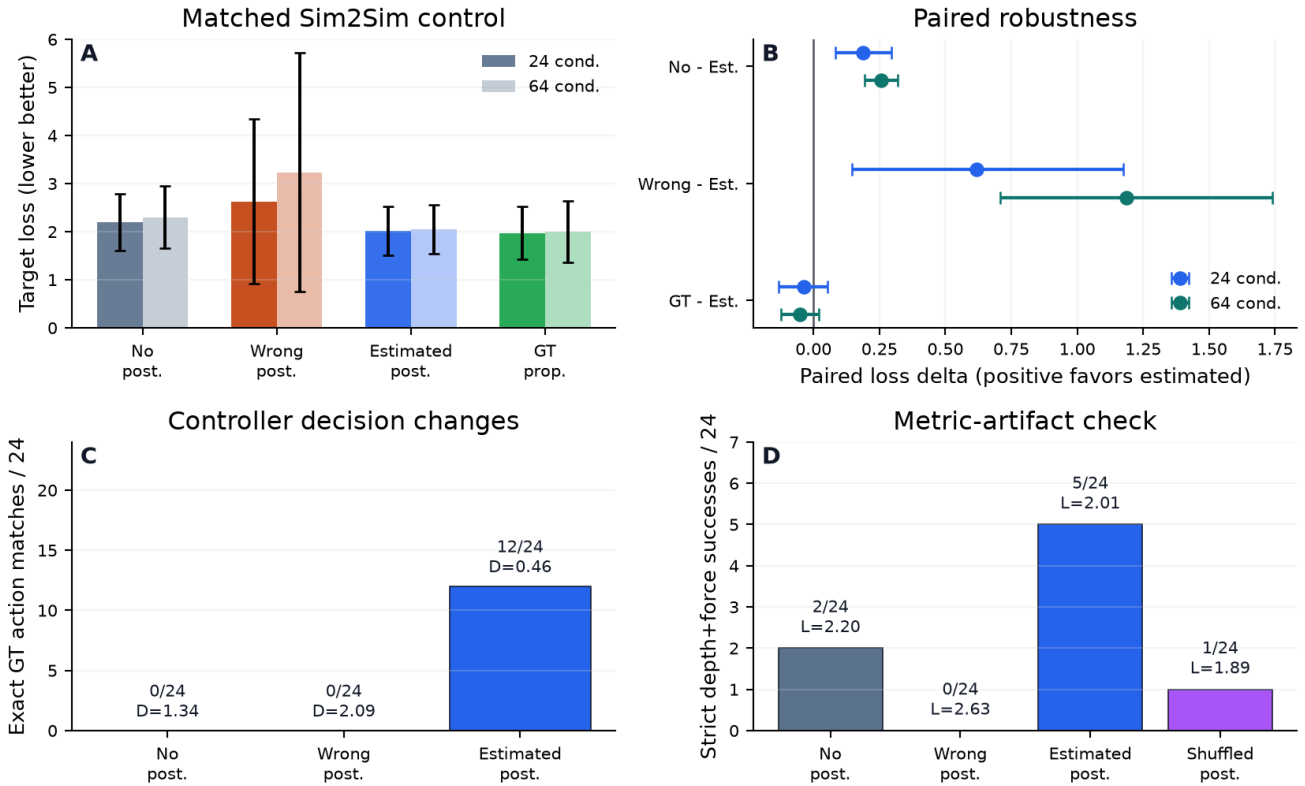 Matched Sim2Sim control
A
24 cond.
64 cond.
Target loss (lower better)
6
5
4
3
2
1
0
No
post.
Wrong
post.
Estimated
post.
GT
prop.
Paired robustness
B
No - Est.
Wrong - Est.
GT - Est.
24 cond.
64 cond.
0.00
0.25
0.50
0.75
1.00
1.25
1.50
1.75
Paired loss delta (positive favors estimated)
Controller decision changes
C
Exact GT action matches / 24
20
15
10
5
0
0/24
D=1.34
0/24
D=2.09
12/24
D=0.46
No
post.
Wrong
post.
Estimated
post.
Metric-artifact check
D
Strict depth+force successes / 24
7
6
5
4
3
2
1
0
2/24
L=2.20
0/24
L=2.63
5/24
L=2.01
1/24
L=1.89
No
post.
Wrong
post.
Estimated
post.
Shuffled
post.